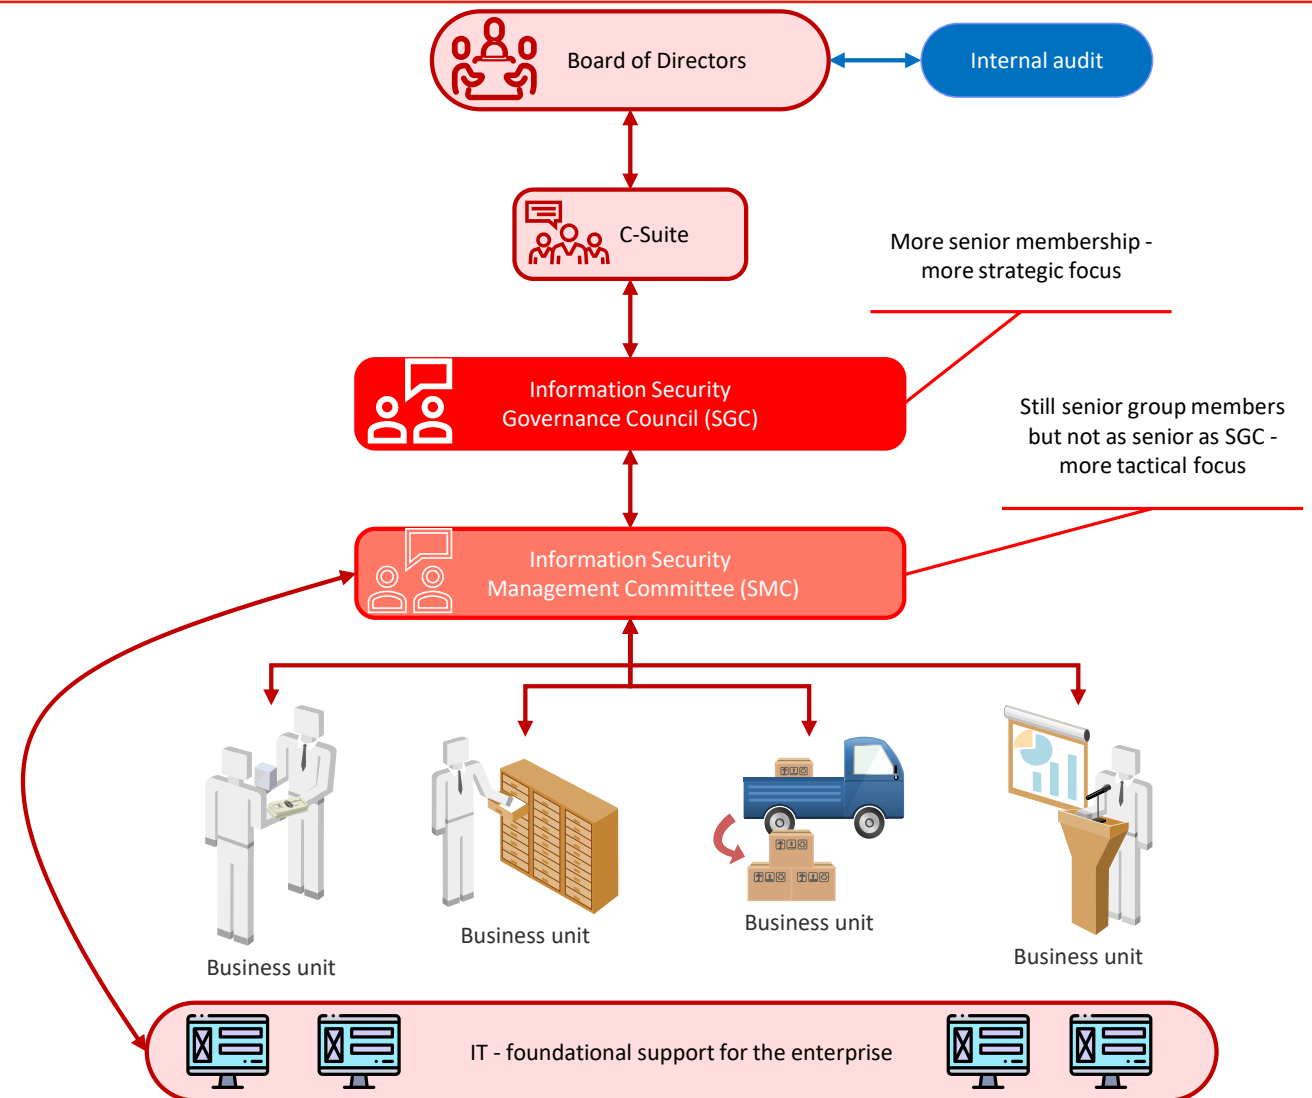 Board of Directors
Internal audit
C-Suite
More senior membership -
more strategic focus
Information Security
Governance Council (SGC)
Still senior group members
but not as senior as SGC -
more tactical focus
Information Security
Management Committee (SMC)
Business unit
Business unit
Business unit
Business unit
IT - foundational support for the enterprise